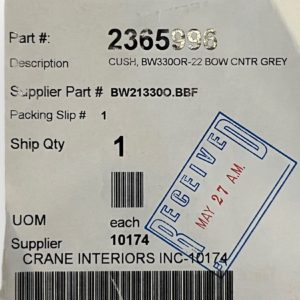 Part #: 2365996
Description CUSH, BW330OR-22 BOW CNTR GREY
Supplier Part # BW21330O.BBF
Packing Slip # 1
Ship Qty 1
RECEIVED
MAY 27 A.M.
UOM each
Supplier 10174
CRANE INTERIORS INC-10174